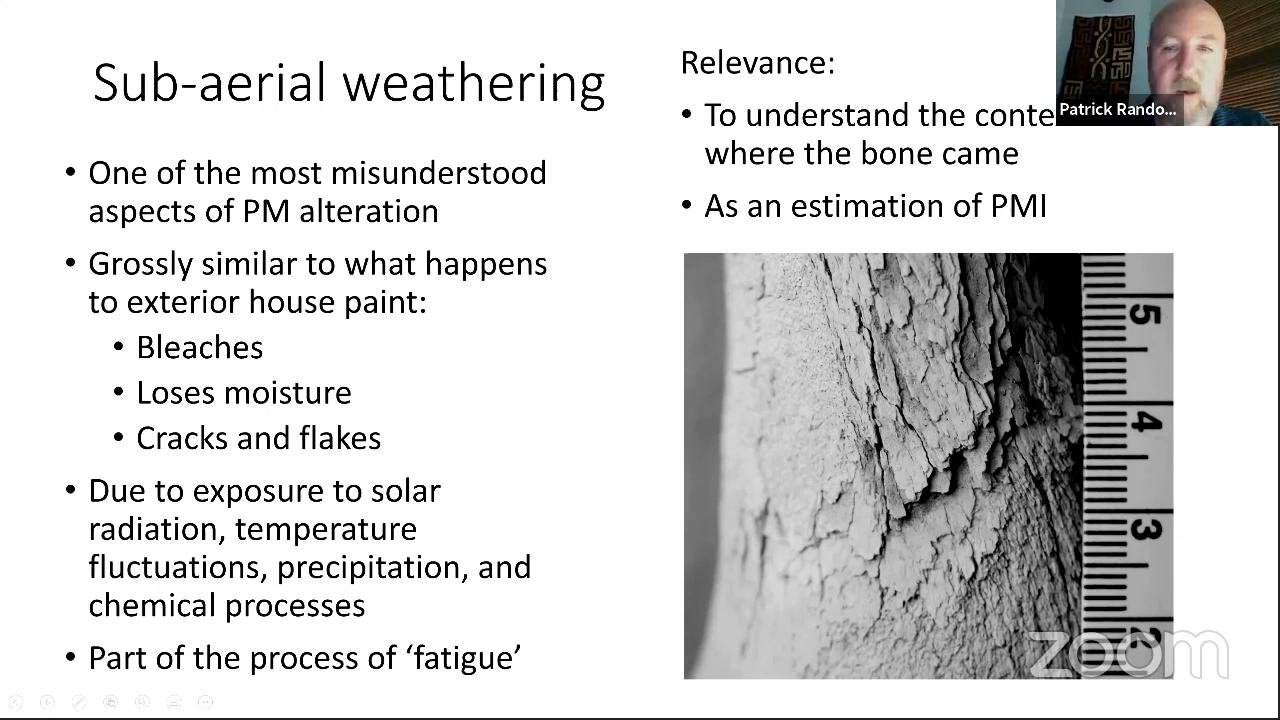 Sub-aerial weathering
• One of the most misunderstood
aspects of PM alteration
• Grossly similar to what happens
to exterior house paint:
• Bleaches
• Loses moisture
• Cracks and flakes
• Due to exposure to solar
radiation, temperature
fluctuations, precipitation, and
chemical processes
• Part of the process of ‘fatigue’
Relevance:
• To understand the conte
where the bone came
• As an estimation of PMI
Patrick Rando...
5
4
3
2
zoom